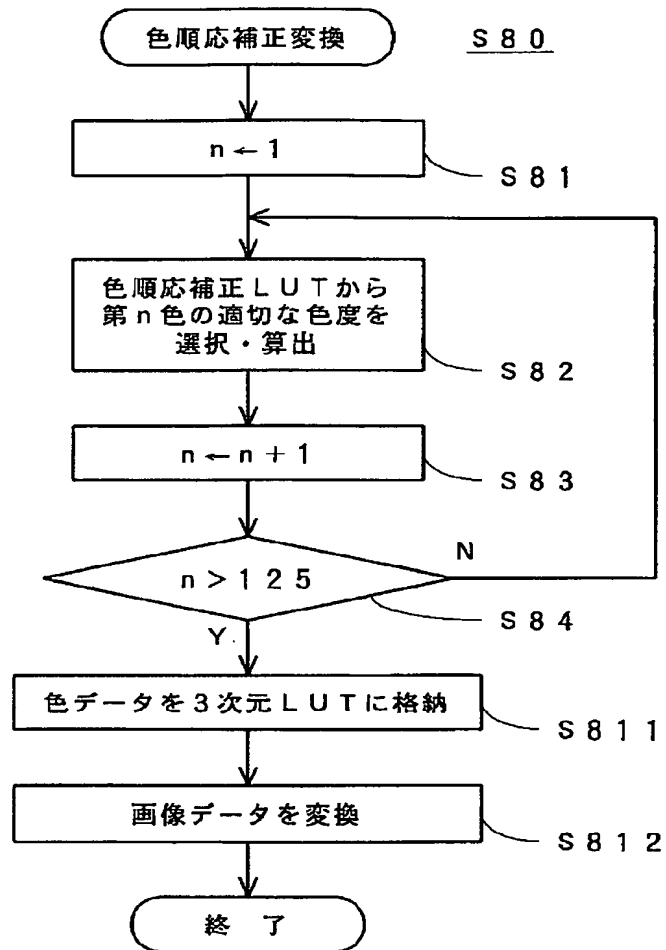 色順応補正変換
S80
n←1
S81
色順応補正LUTから
第n色の適切な色度を
選択・算出
S82
n←n+1
S83
n>125
N
S84
Y
色データを3次元LUTに格納
S811
画像データを変換
S812
終 了